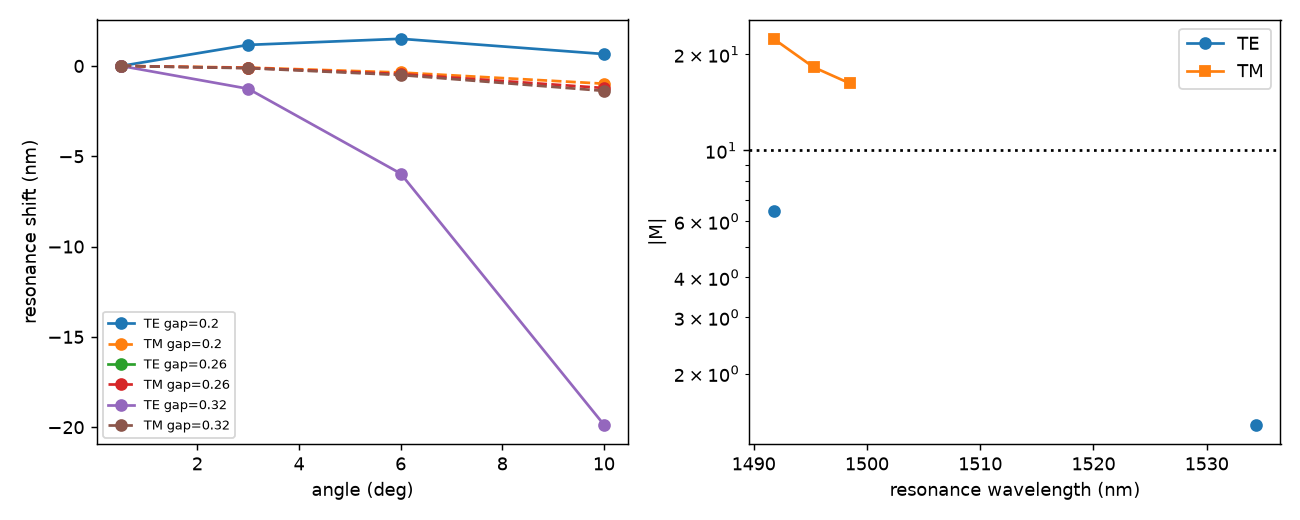 0
−5
−10
−15
−20
resonance shift (nm)
2
4
6
8
10
angle (deg)
TE gap=0.2
TM gap=0.2
TE gap=0.26
TM gap=0.26
TE gap=0.32
TM gap=0.32
2 × 10¹
10¹
6 × 10⁰
4 × 10⁰
3 × 10⁰
2 × 10⁰
|M|
1490
1500
1510
1520
1530
resonance wavelength (nm)
TE
TM